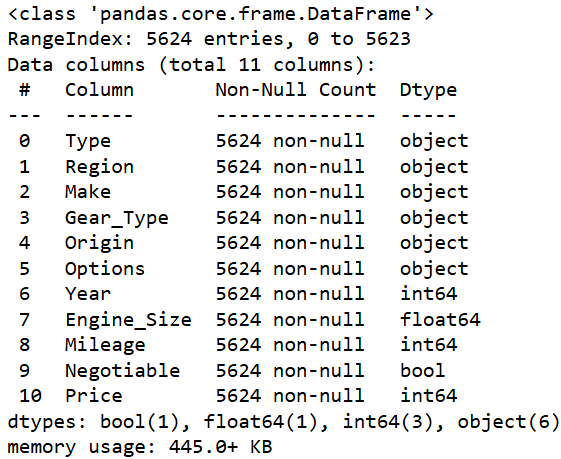 <class 'pandas.core.frame.DataFrame'>
RangeIndex: 5624 entries, 0 to 5623
Data columns (total 11 columns):
 #   Column       Non-Null Count  Dtype
---  ------       --------------  -----
 0   Type         5624 non-null   object
 1   Region       5624 non-null   object
 2   Make         5624 non-null   object
 3   Gear_Type    5624 non-null   object
 4   Origin       5624 non-null   object
 5   Options      5624 non-null   object
 6   Year         5624 non-null   int64
 7   Engine_Size  5624 non-null   float64
 8   Mileage      5624 non-null   int64
 9   Negotiable   5624 non-null   bool
 10  Price        5624 non-null   int64
dtypes: bool(1), float64(1), int64(3), object(6)
memory usage: 445.0+ KB